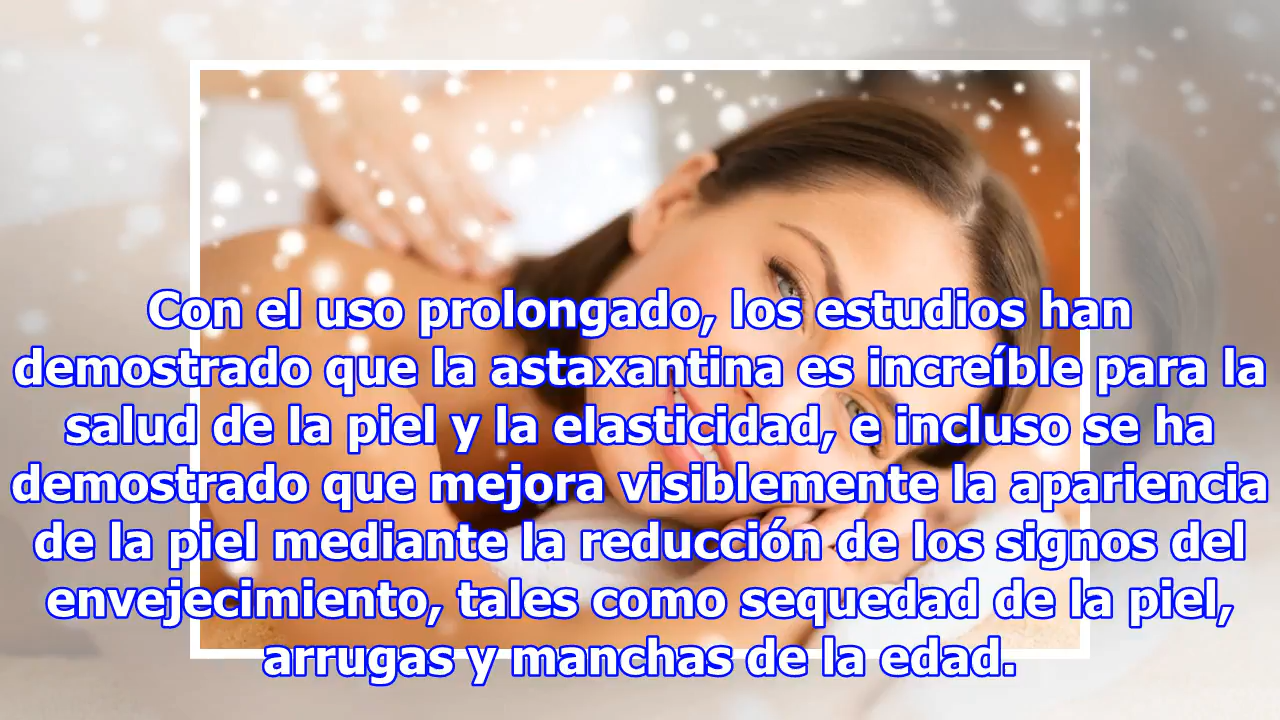 Con el uso prolongado, los estudios han
demostrado que la astaxantina es increíble para la
salud de la piel y la elasticidad, e incluso se ha
demostrado que mejora visiblemente la apariencia
de la piel mediante la reducción de los signos del
envejecimiento, tales como sequedad de la piel,
arrugas y manchas de la edad.